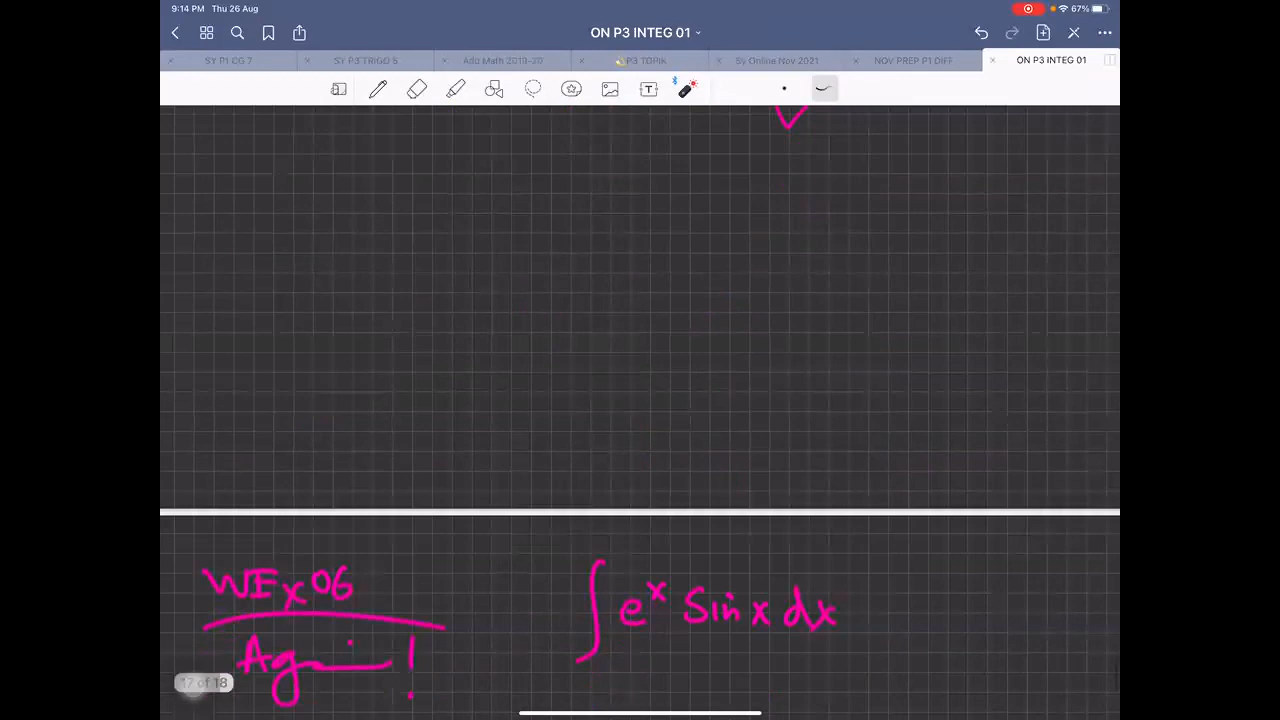 9:14 PM Thu 26 Aug
67%
ON P3 INTEG 01
SY P1 CG 7
SY P3 TRIGO 5
Add Math 2019-20
P3 TOPIK
Sy Online Nov 2021
NOV PREP P1 DIFF
ON P3 INTEG 01
T
WEx06
∫ e^x Sin x dx
Again!
17 of 18